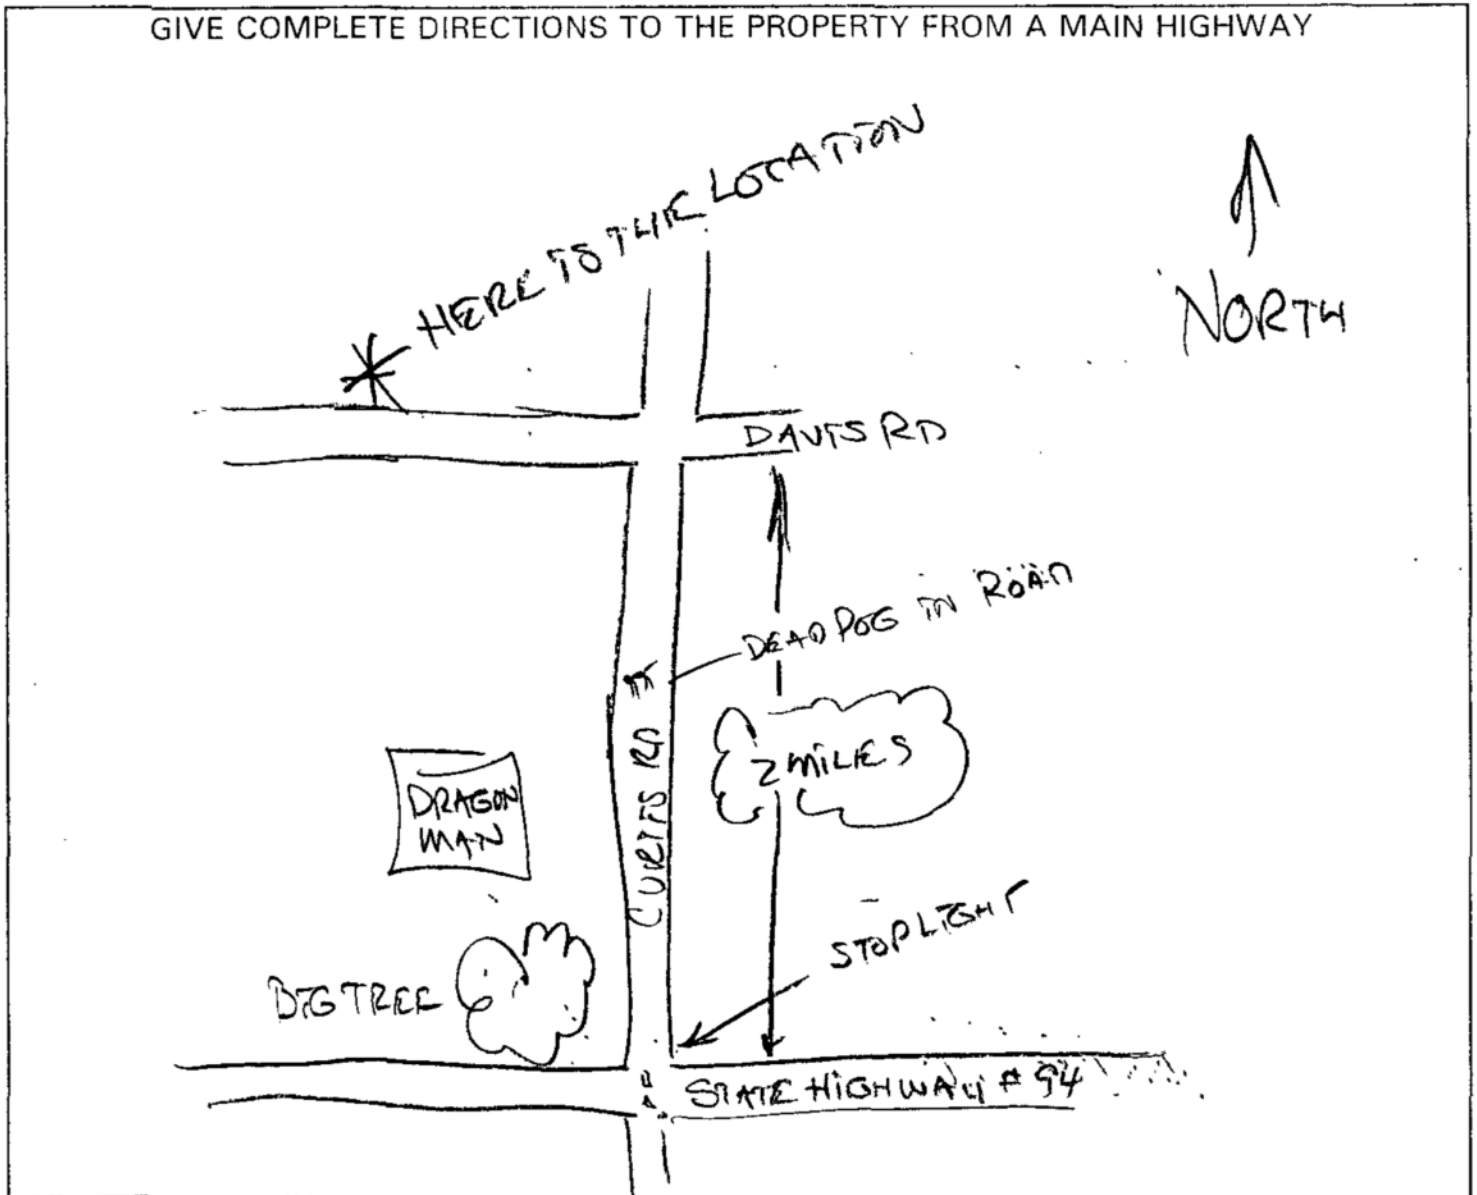 GIVE COMPLETE DIRECTIONS TO THE PROPERTY FROM A MAIN HIGHWAY
HERE IS THE LOCATION
NORTH
DAVIS RD
DEAD DOG IN ROAD
2 MILES
CURTIS RD
DRAGON
MAN
STOPLIGHT
BIG TREE
STATE HIGHWAY # 94